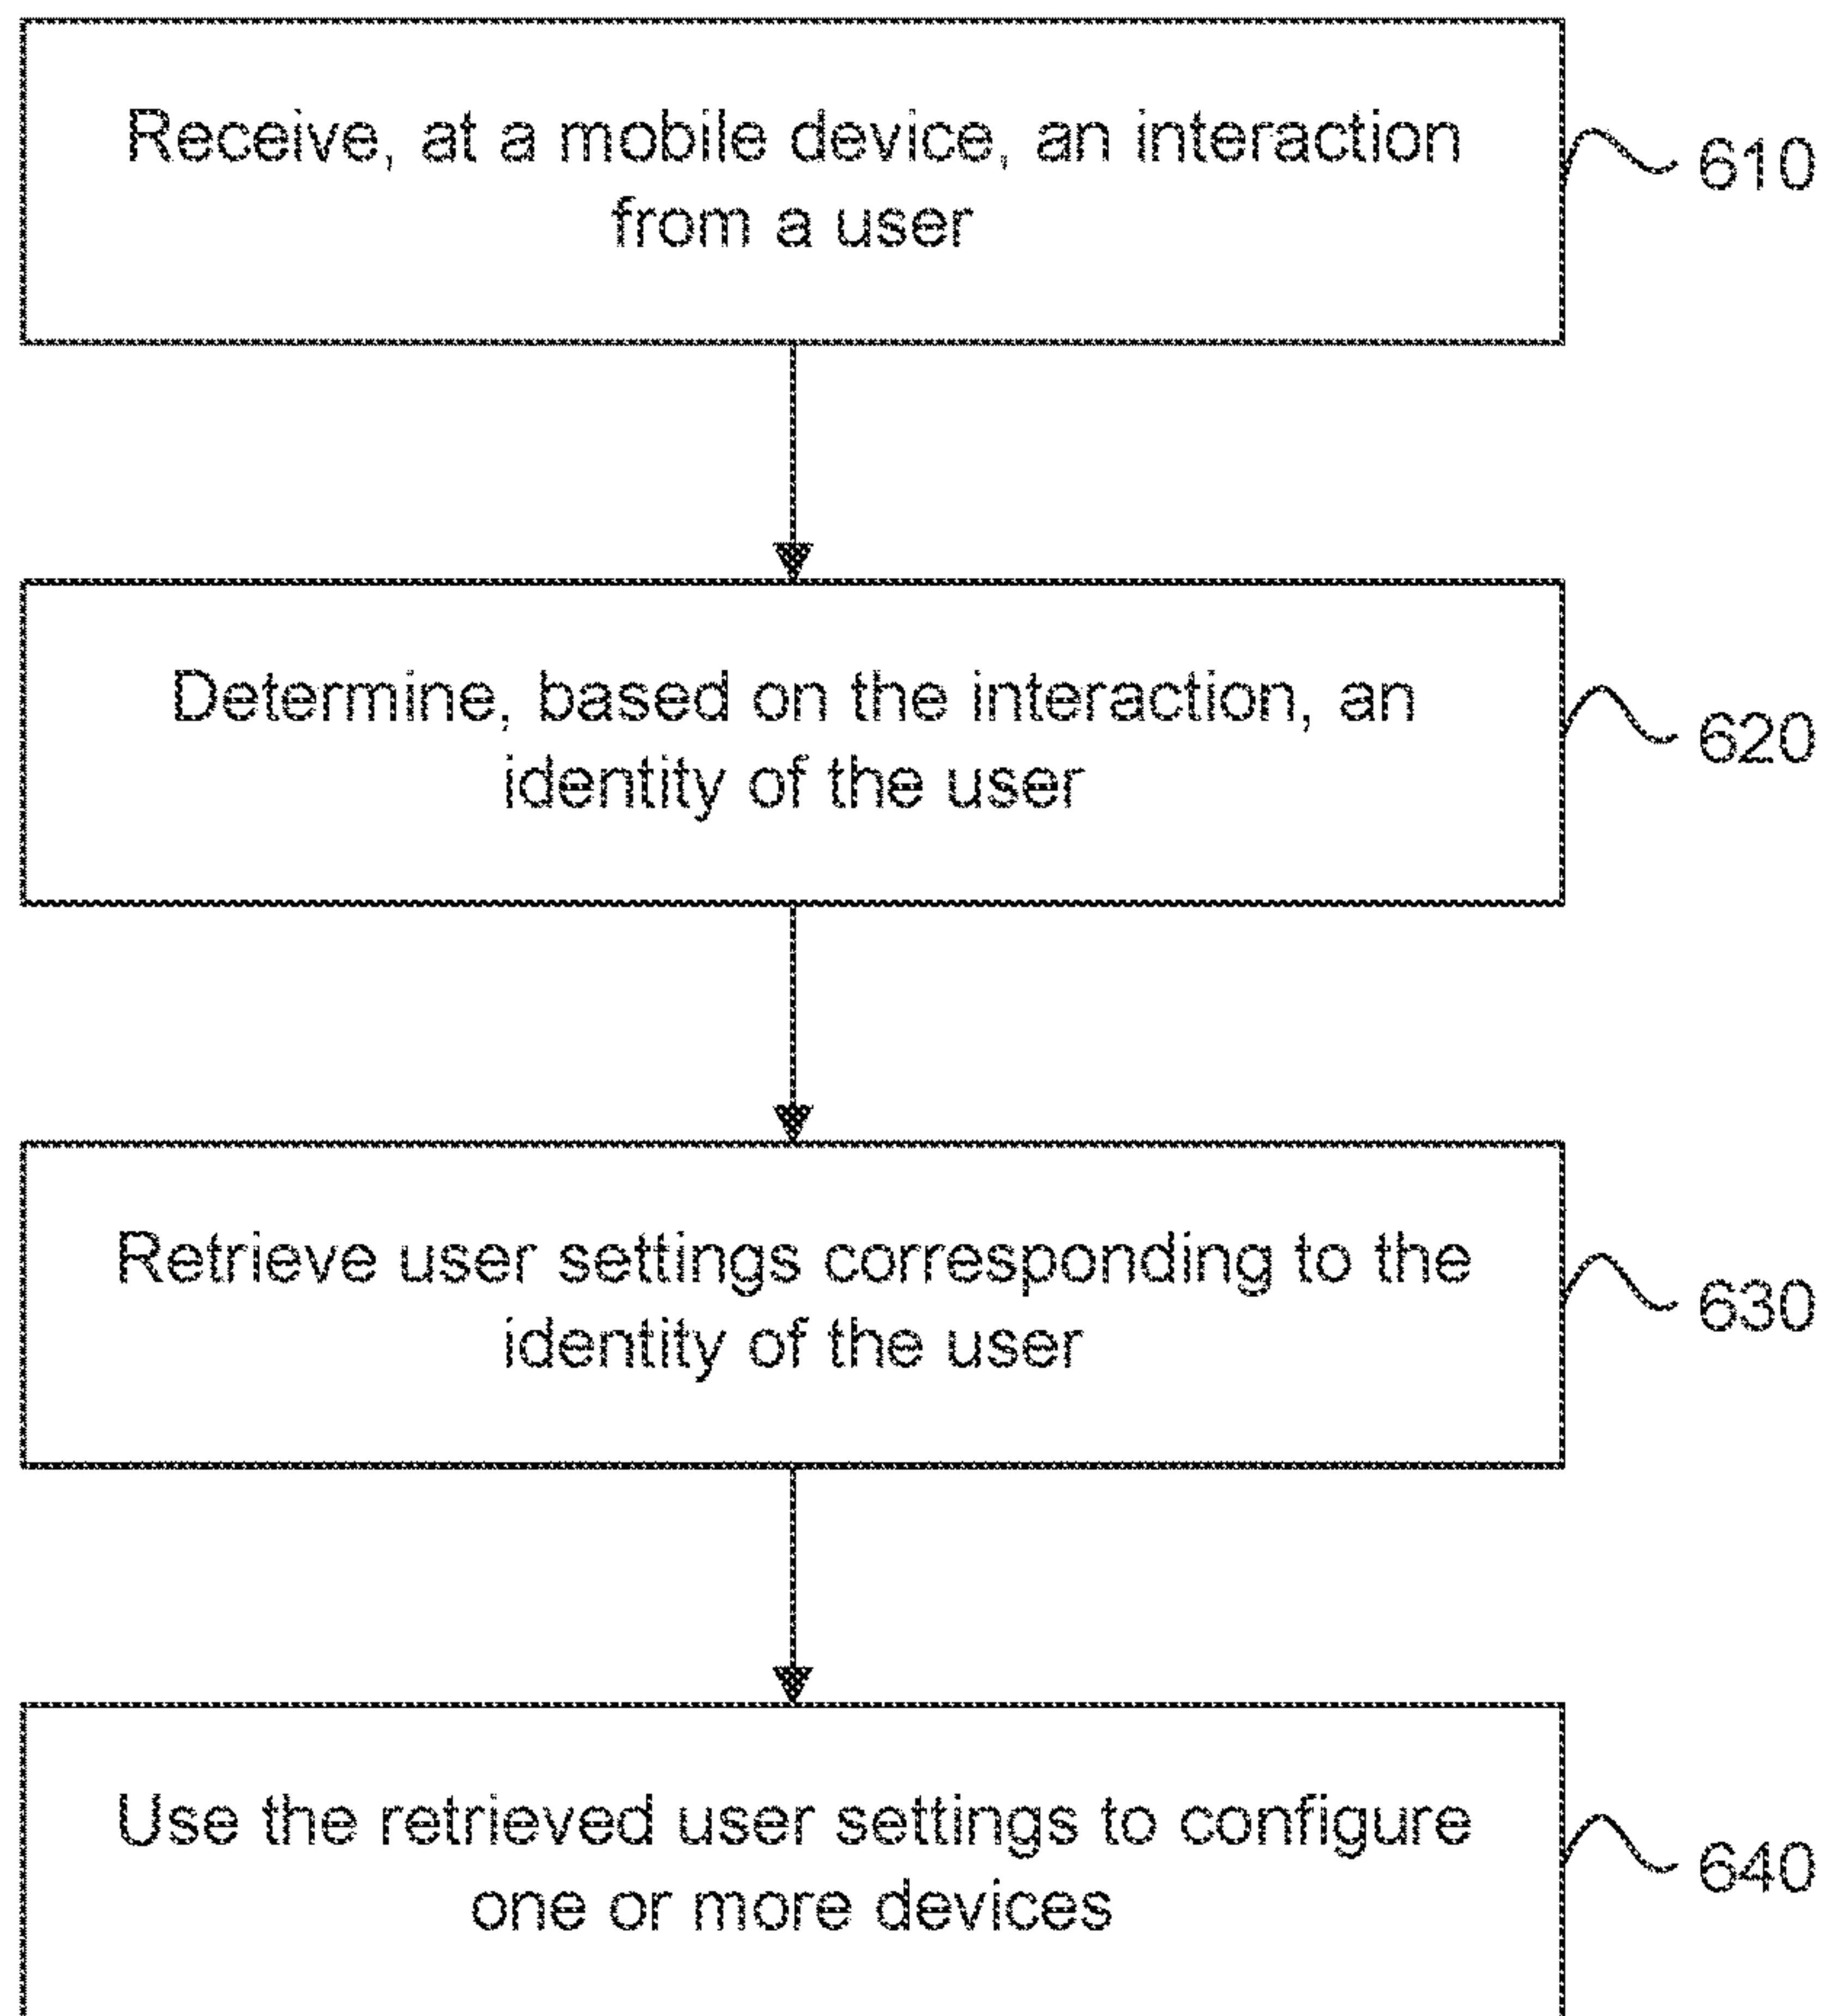 Receive, at a mobile device, an interaction
from a user
610
Determine, based on the interaction, an
identity of the user
620
Retrieve user settings corresponding to the
identity of the user
630
Use the retrieved user settings to configure
one or more devices
640